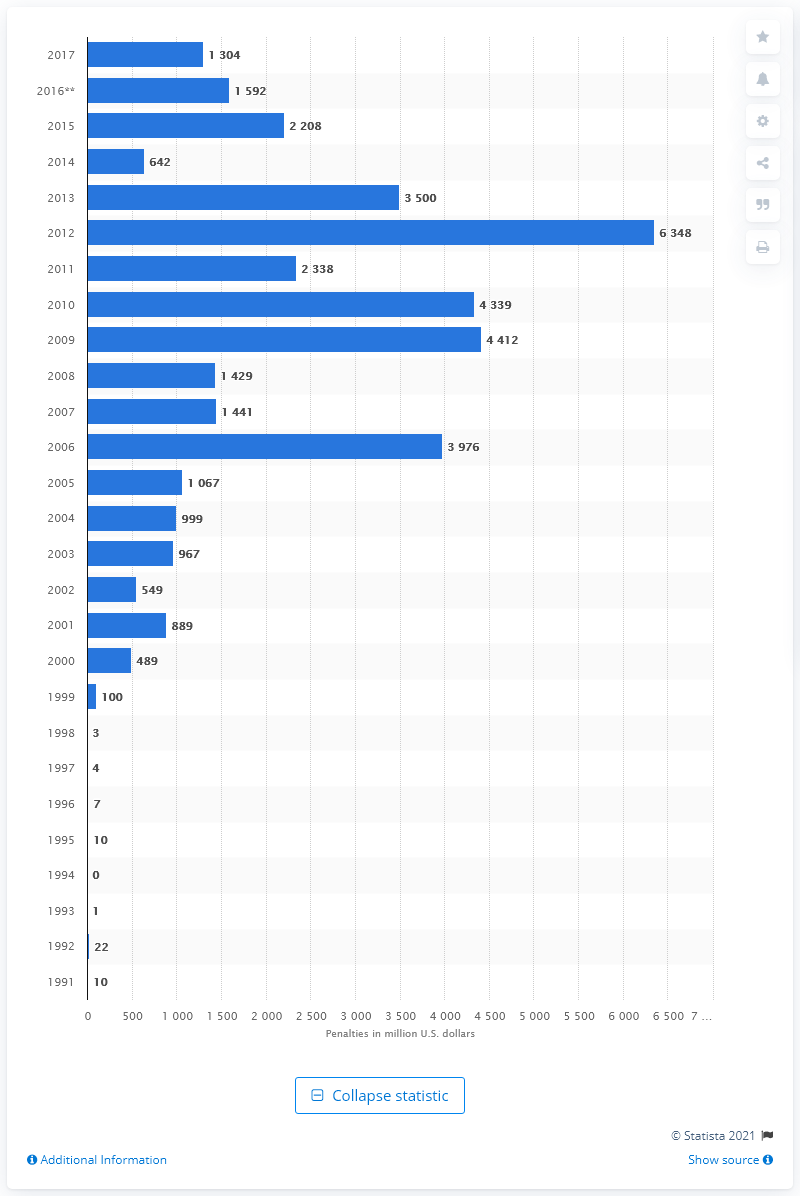 2017 1 304
2016** 1 592
2015 2 208
2014 642
2013 3 500
2012 6 348
2011 2 338
2010 4 339
2009 4 412
2008 1 429
2007 1 441
2006 3 976
2005 1 067
2004 999
2003 967
2002 549
2001 889
2000 489
1999 100
1998 3
1997 4
1996 7
1995 10
1994 0
1993 1
1992 22
1991 10
0 500 1 000 1 500 2 000 2 500 3 000 3 500 4 000 4 500 5 000 5 500 6 000 6 500 7 ...
Penalties in million U.S. dollars
Collapse statistic
© Statista 2021
Additional Information Show source